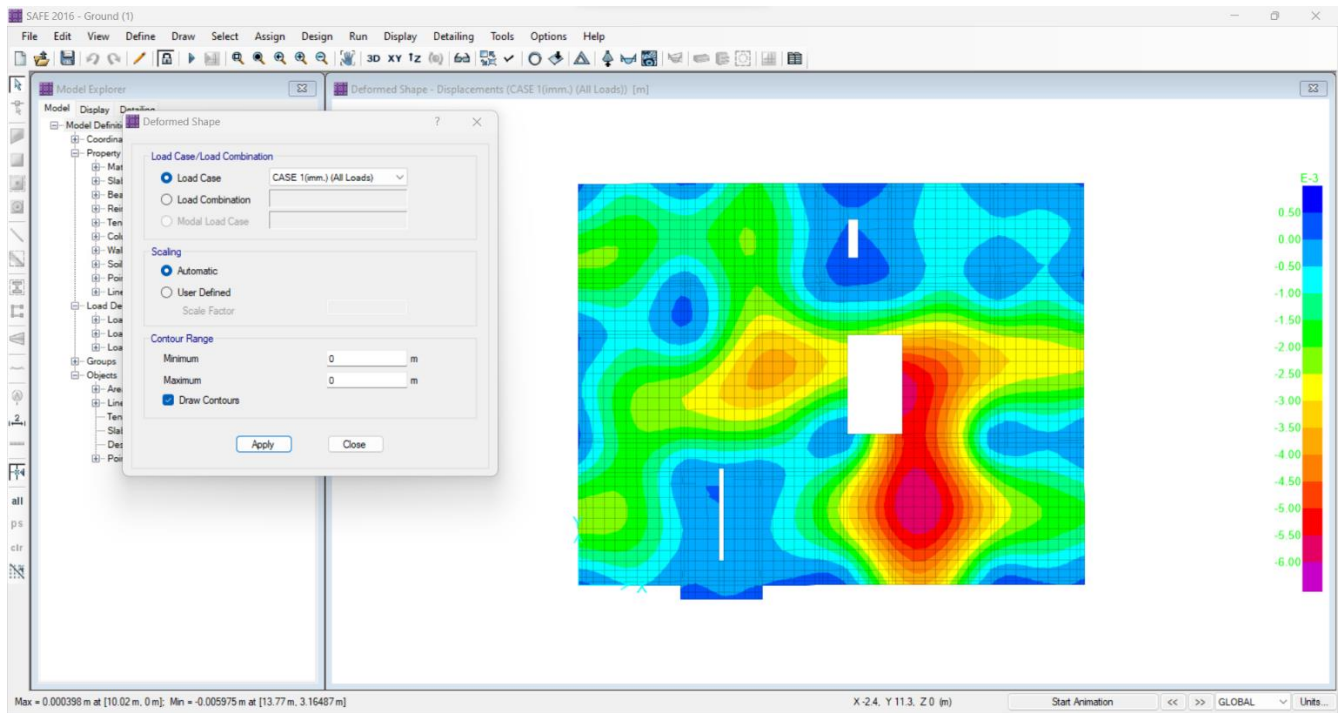 SAFE 2016 - Ground (1)
File Edit View Define Draw Select Assign Design Run Display Detailing Tools Options Help
3D XY 1Z
Model Explorer
Model Display Detailing
Model Definiti
Coordina
Property
Mat
Slal
Bea
Rei
Ten
Col
Wal
Soi
Poi
Line
Load De
Loa
Loa
Loa
Groups
Objects
Area
Line
Ten
Slal
Des
Poi
all
ps
clr
Deformed Shape ? ×
Load Case/Load Combination
Load Case CASE 1(imm.) (All Loads)
Load Combination
Modal Load Case
Scaling
Automatic
User Defined
Scale Factor
Contour Range
Minimum 0 m
Maximum 0 m
Draw Contours
Apply Close
Deformed Shape - Displacements (CASE 1(imm.) (All Loads)) [m]
Y
X
E-3
0.50
0.00
-0.50
-1.00
-1.50
-2.00
-2.50
-3.00
-3.50
-4.00
-4.50
-5.00
-5.50
-6.00
Max = 0.000398 m at [10.02 m, 0 m]; Min = -0.005975 m at [13.77 m, 3.16487 m] X -2.4, Y 11.3, Z 0 (m) Start Animation << >> GLOBAL Units...